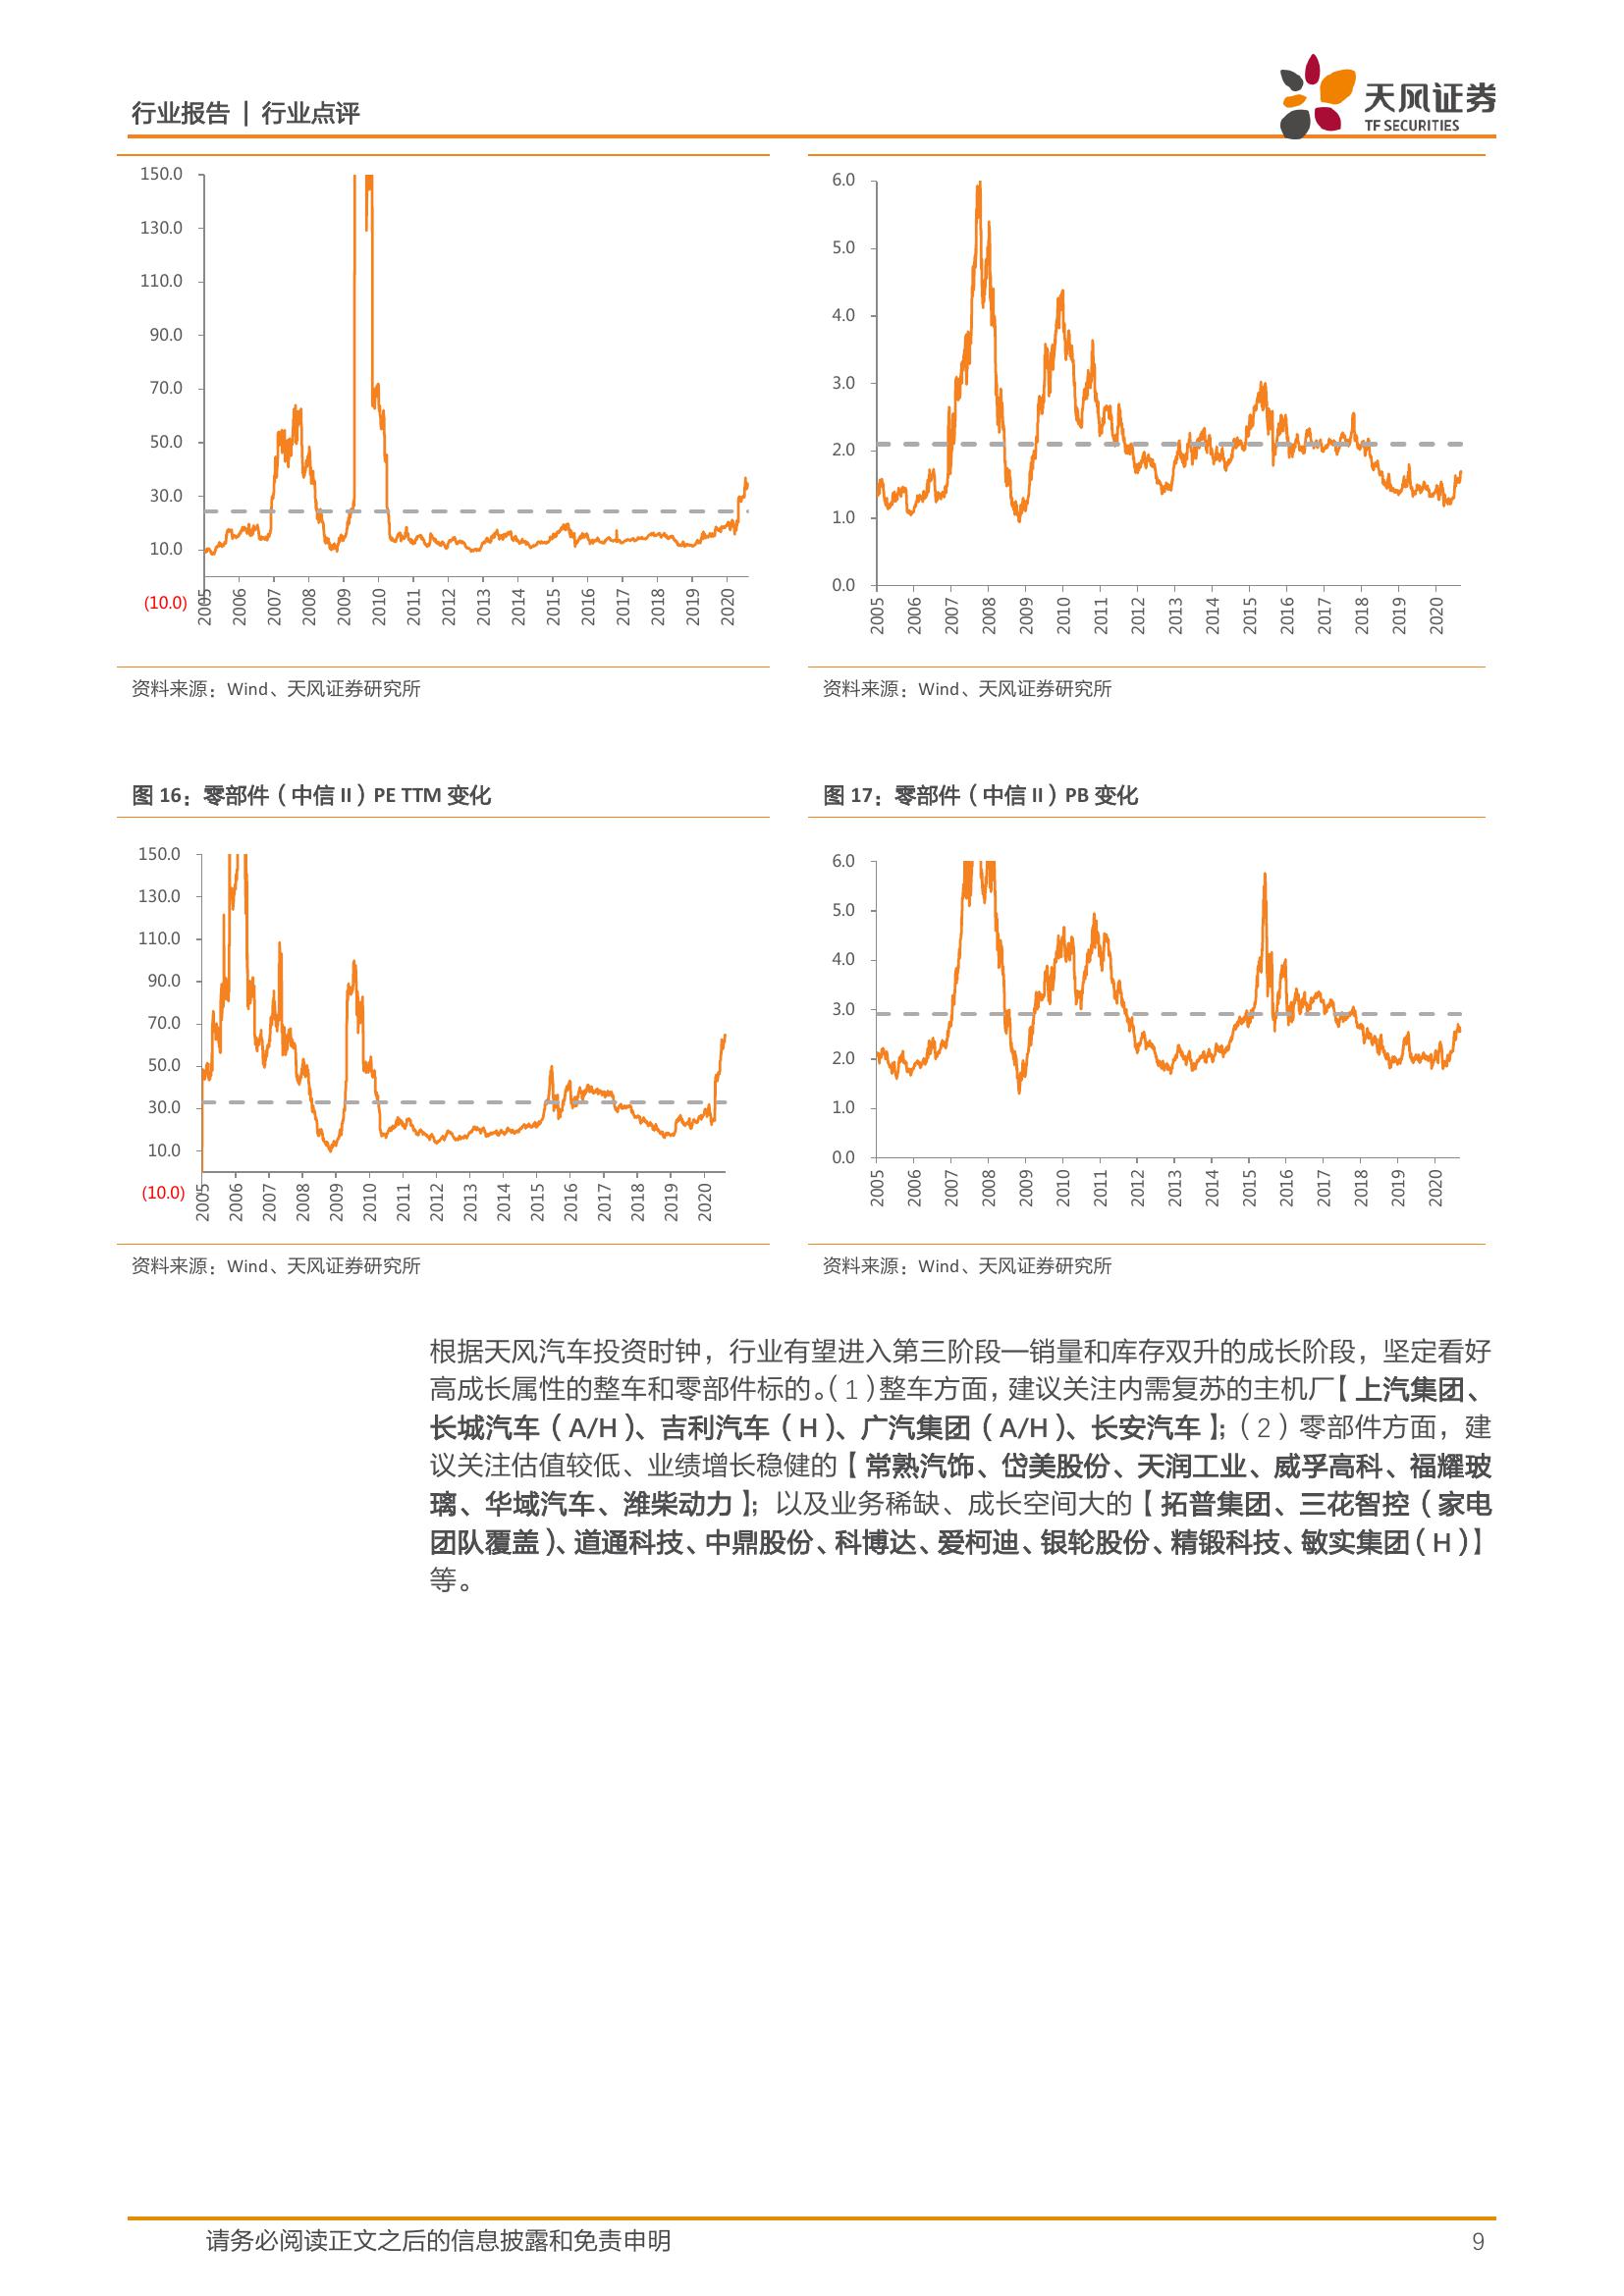 行业报告 | 行业点评
天风证券
TF SECURITIES
150.0
130.0
110.0
90.0
70.0
50.0
30.0
10.0
(10.0)
2005 2006 2007 2008 2009 2010 2011 2012 2013 2014 2015 2016 2017 2018 2019 2020
6.0
5.0
4.0
3.0
2.0
1.0
0.0
2005 2006 2007 2008 2009 2010 2011 2012 2013 2014 2015 2016 2017 2018 2019 2020
资料来源：Wind、天风证券研究所
资料来源：Wind、天风证券研究所
图 16：零部件（中信 II）PE TTM 变化
图 17：零部件（中信 II）PB 变化
150.0
130.0
110.0
90.0
70.0
50.0
30.0
10.0
(10.0)
2005 2006 2007 2008 2009 2010 2011 2012 2013 2014 2015 2016 2017 2018 2019 2020
6.0
5.0
4.0
3.0
2.0
1.0
0.0
2005 2006 2007 2008 2009 2010 2011 2012 2013 2014 2015 2016 2017 2018 2019 2020
资料来源：Wind、天风证券研究所
资料来源：Wind、天风证券研究所
根据天风汽车投资时钟，行业有望进入第三阶段—销量和库存双升的成长阶段，坚定看好
高成长属性的整车和零部件标的。（1）整车方面，建议关注内需复苏的主机厂【上汽集团、
长城汽车（A/H）、吉利汽车（H）、广汽集团（A/H）、长安汽车】；（2）零部件方面，建
议关注估值较低、业绩增长稳健的【常熟汽饰、岱美股份、天润工业、威孚高科、福耀玻
璃、华域汽车、潍柴动力】；以及业务稀缺、成长空间大的【拓普集团、三花智控（家电
团队覆盖）、道通科技、中鼎股份、科博达、爱柯迪、银轮股份、精锻科技、敏实集团（H）】
等。
请务必阅读正文之后的信息披露和免责申明
9